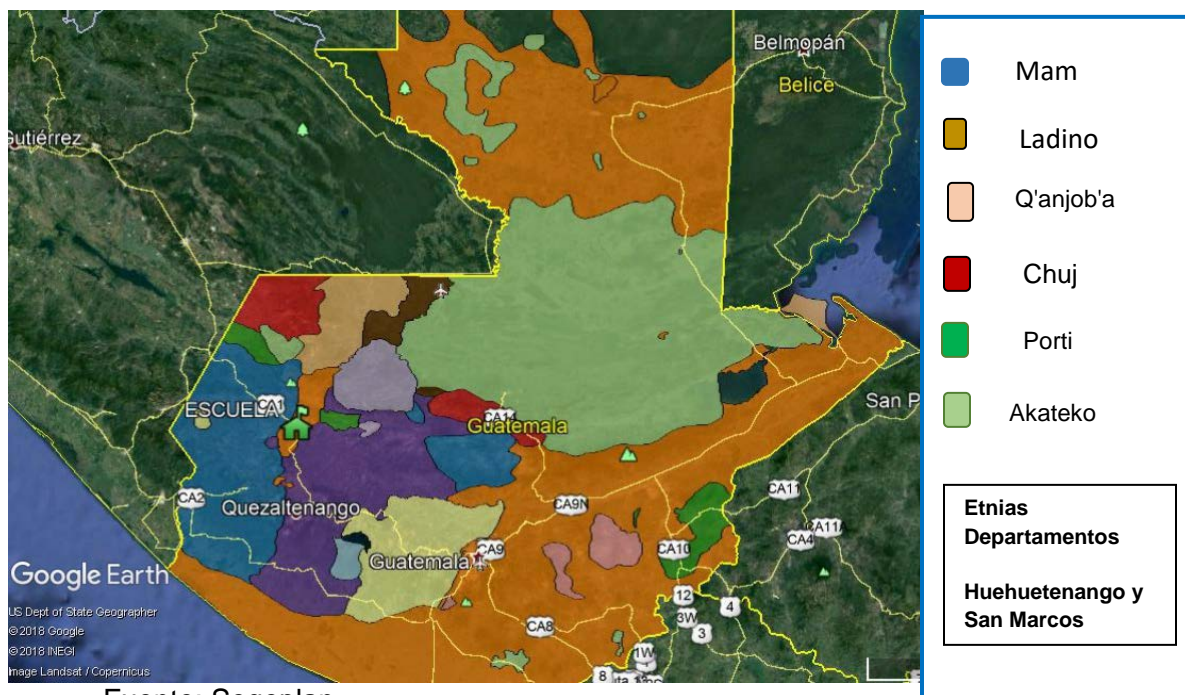 Belmopán
Belice
Gutiérrez
ESCUELA
CA1
CA14
Guatemala
San P
CA2
Quezaltenango
CA9N
CA11
CA11A
CA4
Guatemala
CA9
CA10
12
4
3W
3
CA8
1W
8
Google Earth
US Dept of State Geographer
© 2018 Google
© 2018 INEGI
Image Landsat / Copernicus
Mam
Ladino
Q'anjob'a
Chuj
Porti
Akateko
Etnias
Departamentos
Huehuetenango y
San Marcos